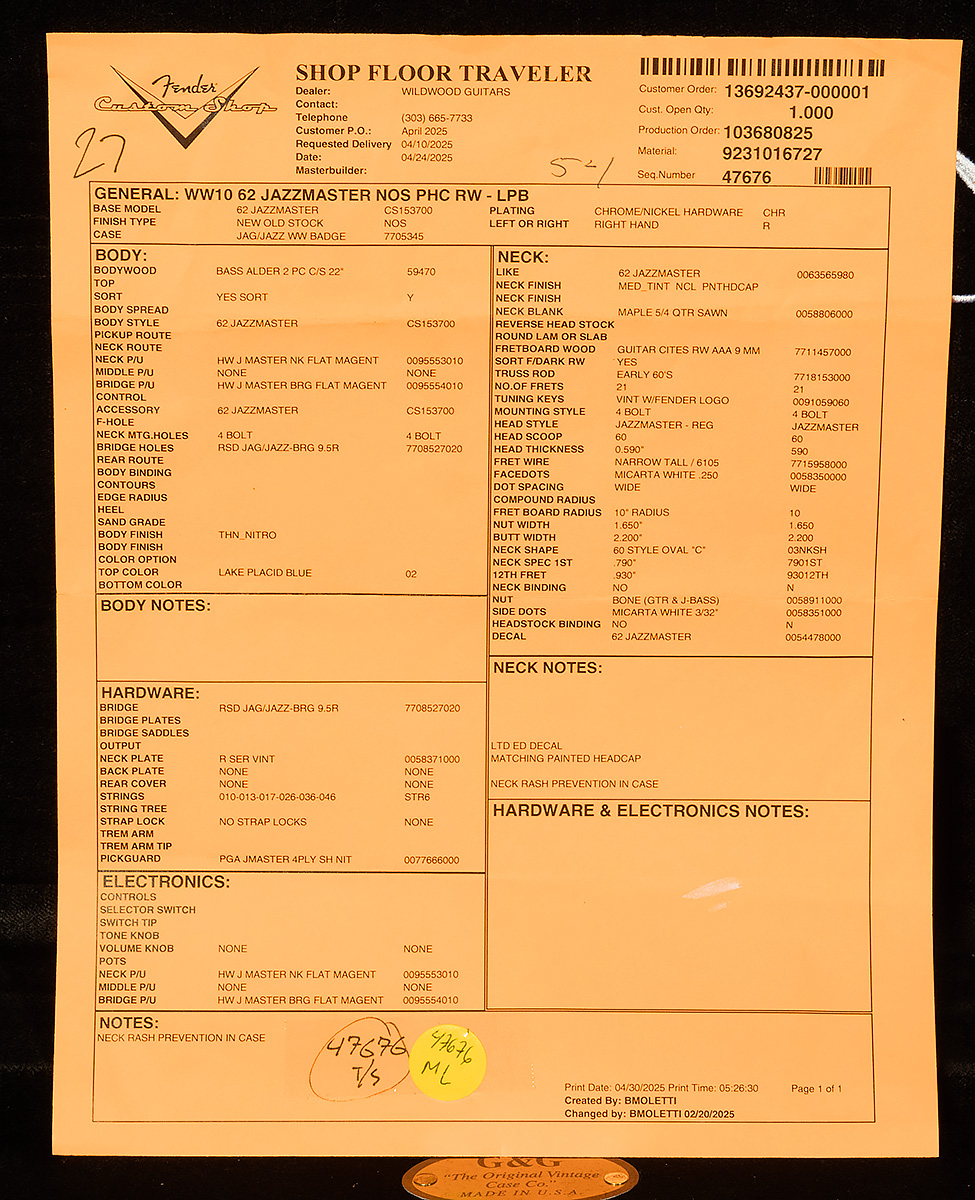 Fender
Custom Shop
27
SHOP FLOOR TRAVELER
Dealer: WILDWOOD GUITARS
Contact:
Telephone (303) 665-7733
Customer P.O.: April 2025
Requested Delivery 04/10/2025
Date: 04/24/2025
Masterbuilder:
Customer Order: 13692437-000001
Cust. Open Qty: 1.000
Production Order: 103680825
Material: 9231016727
Seq.Number 47676
GENERAL: WW10 62 JAZZMASTER NOS PHC RW - LPB
BASE MODEL 62 JAZZMASTER CS153700 PLATING CHROME/NICKEL HARDWARE CHR
FINISH TYPE NEW OLD STOCK NOS LEFT OR RIGHT RIGHT HAND R
CASE JAG/JAZZ WW BADGE 7705345
BODY:
BODYWOOD BASS ALDER 2 PC C/S 22" 59470
TOP
SORT YES SORT Y
BODY SPREAD
BODY STYLE 62 JAZZMASTER CS153700
PICKUP ROUTE
NECK ROUTE
NECK P/U HW J MASTER NK FLAT MAGENT 0095553010
MIDDLE P/U NONE NONE
BRIDGE P/U HW J MASTER BRG FLAT MAGENT 0095554010
CONTROL
ACCESSORY 62 JAZZMASTER CS153700
F-HOLE
NECK MTG.HOLES 4 BOLT 4 BOLT
BRIDGE HOLES RSD JAG/JAZZ-BRG 9.5R 7708527020
REAR ROUTE
BODY BINDING
CONTOURS
EDGE RADIUS
HEEL
SAND GRADE
BODY FINISH THN_NITRO
BODY FINISH
COLOR OPTION
TOP COLOR LAKE PLACID BLUE 02
BOTTOM COLOR
BODY NOTES:
HARDWARE:
BRIDGE RSD JAG/JAZZ-BRG 9.5R 7708527020
BRIDGE PLATES
BRIDGE SADDLES
OUTPUT
NECK PLATE R SER VINT 0058371000
BACK PLATE NONE NONE
REAR COVER NONE NONE
STRINGS 010-013-017-026-036-046 STR6
STRING TREE
STRAP LOCK NO STRAP LOCKS NONE
TREM ARM
TREM ARM TIP
PICKGUARD PGA JMASTER 4PLY SH NIT 0077666000
ELECTRONICS:
CONTROLS
SELECTOR SWITCH
SWITCH TIP
TONE KNOB
VOLUME KNOB NONE NONE
POTS
NECK P/U HW J MASTER NK FLAT MAGENT 0095553010
MIDDLE P/U NONE NONE
BRIDGE P/U HW J MASTER BRG FLAT MAGENT 0095554010
NECK:
LIKE 62 JAZZMASTER 0063565980
NECK FINISH MED_TINT NCL PNTHDCAP
NECK FINISH
NECK BLANK MAPLE 5/4 QTR SAWN 0058806000
REVERSE HEAD STOCK
ROUND LAM OR SLAB
FRETBOARD WOOD GUITAR CITES RW AAA 9 MM 7711457000
SORT F/DARK RW YES
TRUSS ROD EARLY 60'S 7718153000
NO.OF FRETS 21 21
TUNING KEYS VINT W/FENDER LOGO 0091059060
MOUNTING STYLE 4 BOLT 4 BOLT
HEAD STYLE JAZZMASTER - REG JAZZMASTER
HEAD SCOOP 60 60
HEAD THICKNESS 0.590" 590
FRET WIRE NARROW TALL / 6105 7715958000
FACEDOTS MICARTA WHITE .250 0058350000
DOT SPACING WIDE WIDE
COMPOUND RADIUS
FRET BOARD RADIUS 10" RADIUS 10
NUT WIDTH 1.650" 1.650
BUTT WIDTH 2.200" 2.200
NECK SHAPE 60 STYLE OVAL "C" 03NKSH
NECK SPEC 1ST .790" 7901ST
12TH FRET .930" 93012TH
NECK BINDING NO N
NUT BONE (GTR & J-BASS) 0058911000
SIDE DOTS MICARTA WHITE 3/32" 0058351000
HEADSTOCK BINDING NO N
DECAL 62 JAZZMASTER 0054478000
NECK NOTES:
LTD ED DECAL
MATCHING PAINTED HEADCAP
NECK RASH PREVENTION IN CASE
HARDWARE & ELECTRONICS NOTES:
NOTES:
NECK RASH PREVENTION IN CASE
47676
T/S
47676
ML
Print Date: 04/30/2025 Print Time: 05:26:30 Page 1 of 1
Created By: BMOLETTI
Changed by: BMOLETTI 02/20/2025
G&G
"The Original Vintage
Case Co."
MADE IN U.S.A.